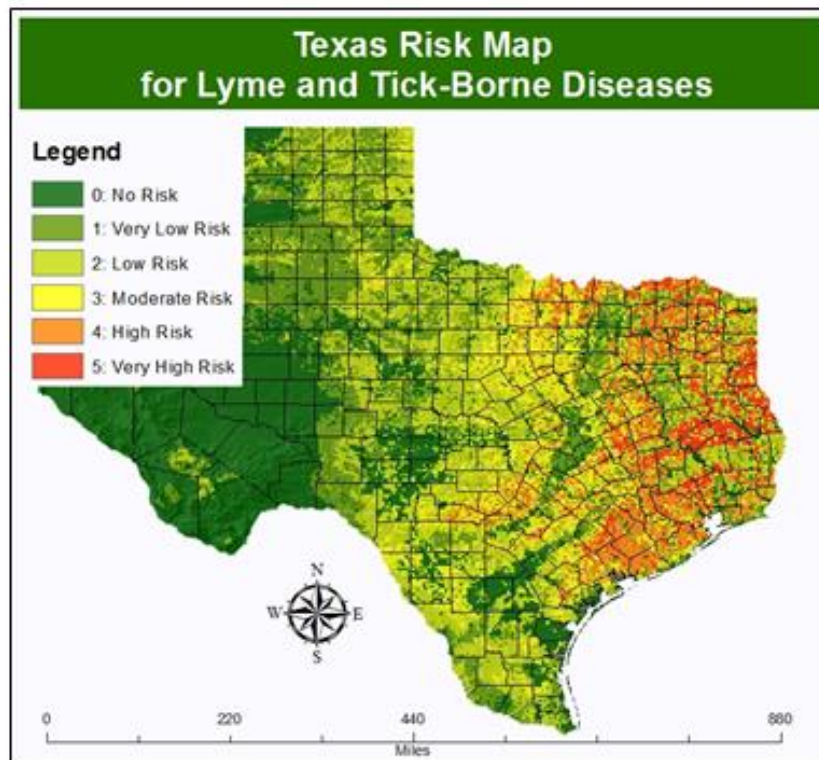 Texas Risk Map
for Lyme and Tick-Borne Diseases
Legend
0: No Risk
1: Very Low Risk
2: Low Risk
3: Moderate Risk
4: High Risk
5: Very High Risk
N
W E
S
0 220 440 880
Miles